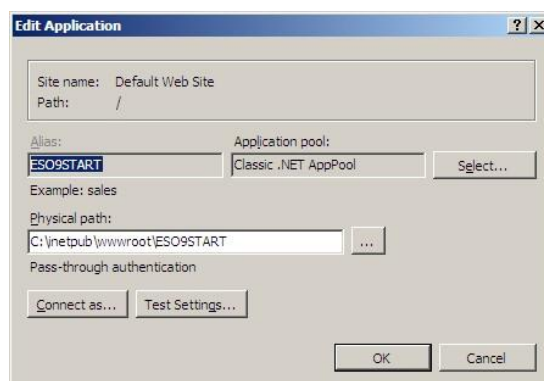 Edit Application
? X
Site name: Default Web Site
Path: /
Alias: Application pool:
ESO9START Classic .NET AppPool Select...
Example: sales
Physical path:
C:\inetpub\wwwroot\ESO9START ...
Pass-through authentication
Connect as... Test Settings...
OK Cancel